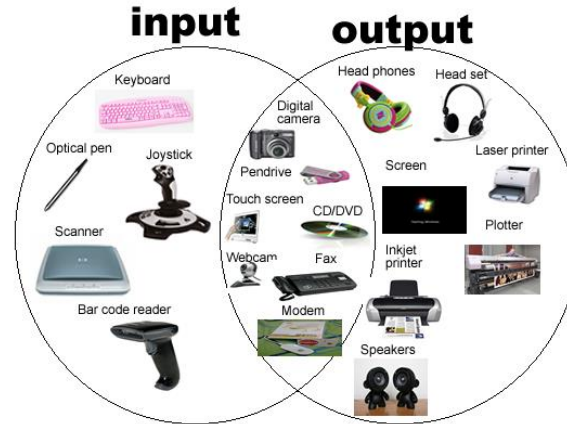 input
output
Keyboard
Optical pen
Joystick
Scanner
Bar code reader
Digital
camera
Pendrive
Touch screen
CD/DVD
Webcam
Fax
Modem
Head phones
Head set
Laser printer
Screen
Plotter
Inkjet
printer
Speakers